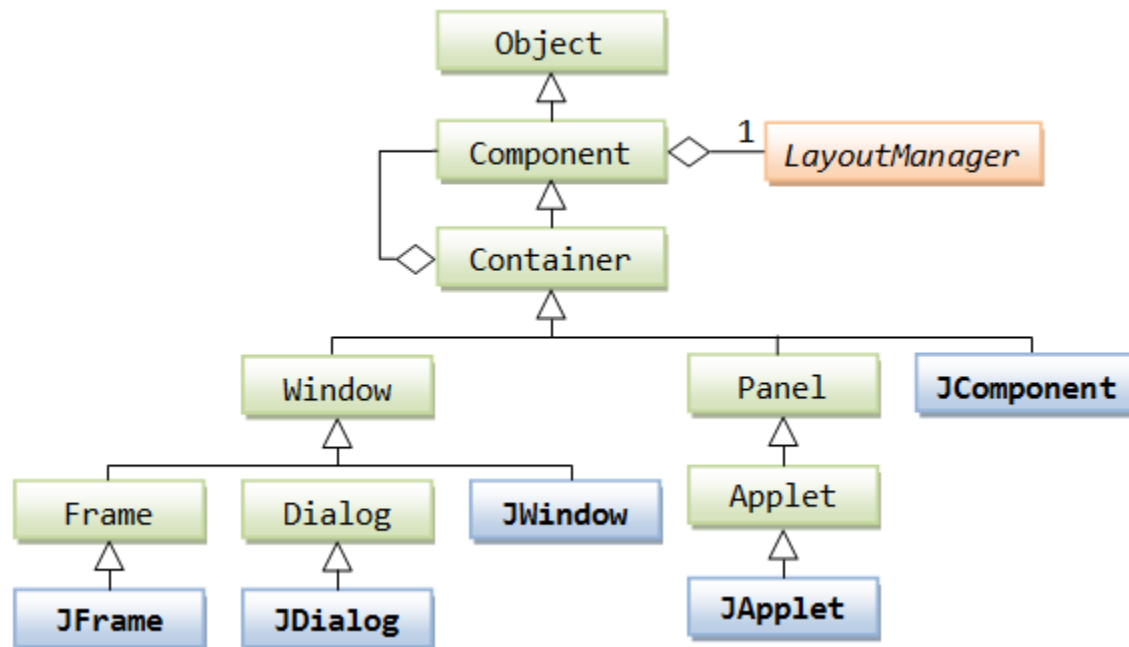 Object
Component
1
LayoutManager
Container
Window
Panel
JComponent
Frame
Dialog
JWindow
Applet
JFrame
JDialog
JApplet